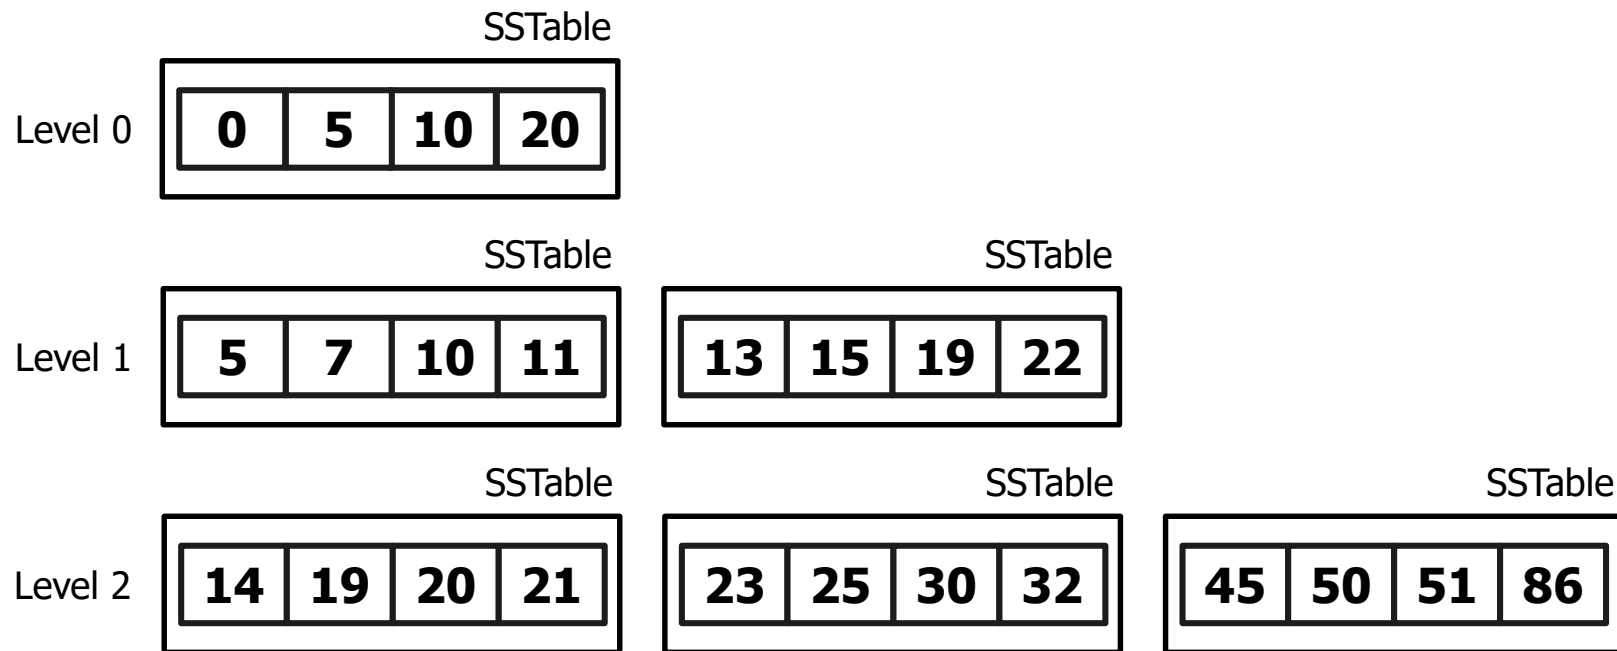 SSTable
Level 0 0 5 10 20
SSTable SSTable
Level 1 5 7 10 11 13 15 19 22
SSTable SSTable SSTable
Level 2 14 19 20 21 23 25 30 32 45 50 51 86